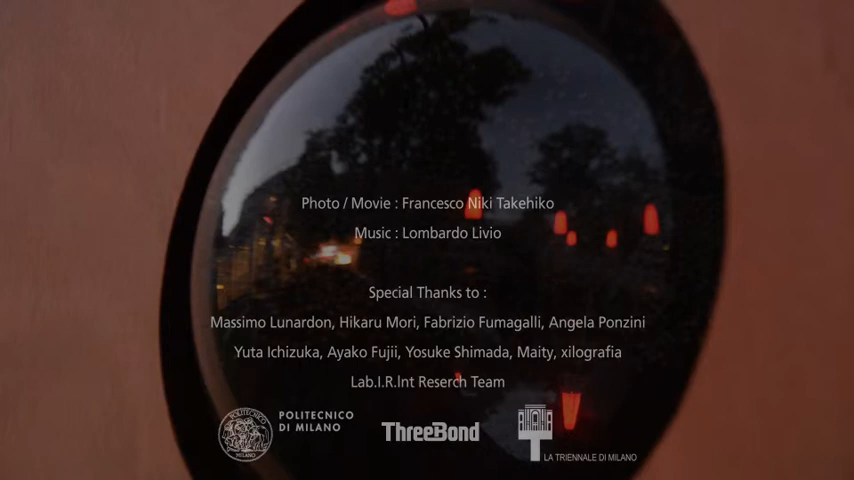 Photo / Movie : Francesco Niki Takehiko
Music : Lombardo Livio
Special Thanks to :
Massimo Lunardon, Hikaru Mori, Fabrizio Fumagalli, Angela Ponzini
Yuta Ichizuka, Ayako Fujii, Yosuke Shimada, Maity, xilografia
Lab.I.R.Int Reserch Team
POLITECNICO
MILANO
POLITECNICO
DI MILANO
ThreeBond
LA TRIENNALE DI MILANO